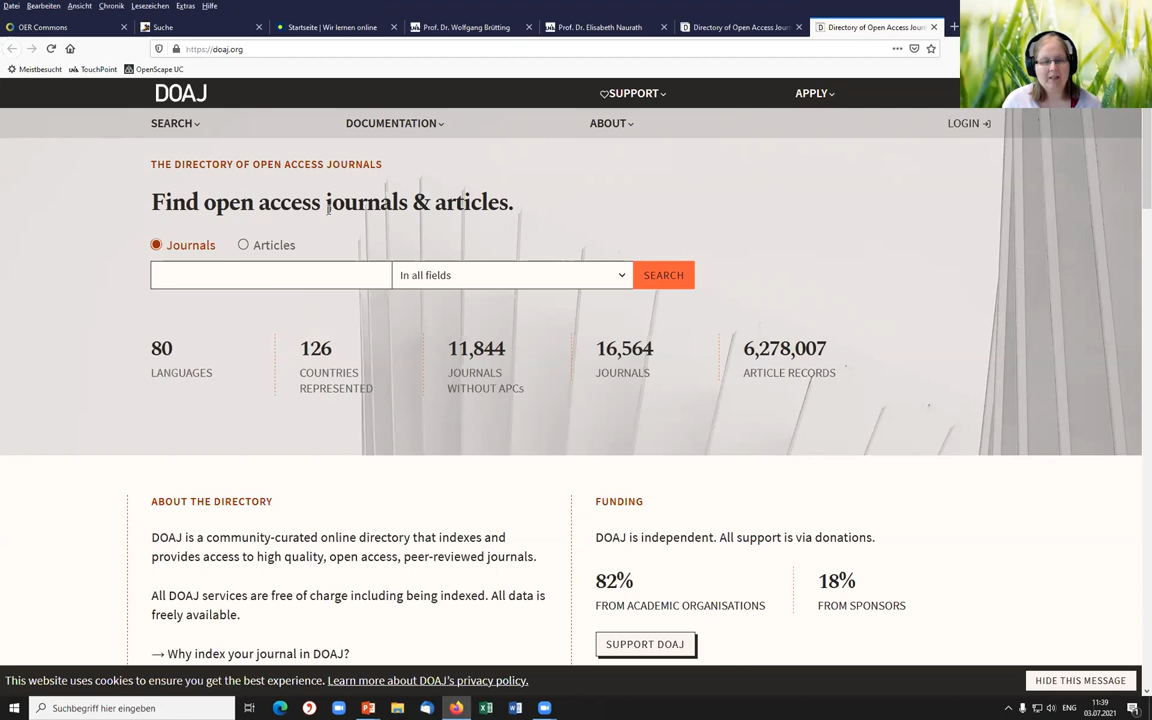 Datei Bearbeiten Ansicht Chronik Lesezeichen Extras Hilfe
OER Commons
Suche
Startseite | Wir lernen online
Prof. Dr. Wolfgang Brütting
Prof. Dr. Elisabeth Naurath
Directory of Open Access Journ
Directory of Open Access Jour
https://doaj.org
Meistbesucht TouchPoint OpenScape UC
DOAJ
SUPPORT
APPLY
SEARCH
DOCUMENTATION
ABOUT
LOGIN
THE DIRECTORY OF OPEN ACCESS JOURNALS
Find open access journals & articles.
Journals
Articles
In all fields
SEARCH
80
LANGUAGES
126
COUNTRIES
REPRESENTED
11,844
JOURNALS
WITHOUT APCs
16,564
JOURNALS
6,278,007
ARTICLE RECORDS
ABOUT THE DIRECTORY
DOAJ is a community-curated online directory that indexes and
provides access to high quality, open access, peer-reviewed journals.
All DOAJ services are free of charge including being indexed. All data is
freely available.
→ Why index your journal in DOAJ?
FUNDING
DOAJ is independent. All support is via donations.
82%
FROM ACADEMIC ORGANISATIONS
18%
FROM SPONSORS
SUPPORT DOAJ
This website uses cookies to ensure you get the best experience. Learn more about DOAJ's privacy policy.
HIDE THIS MESSAGE
Suchbegriff hier eingeben
ENG
11:39
03.07.2021